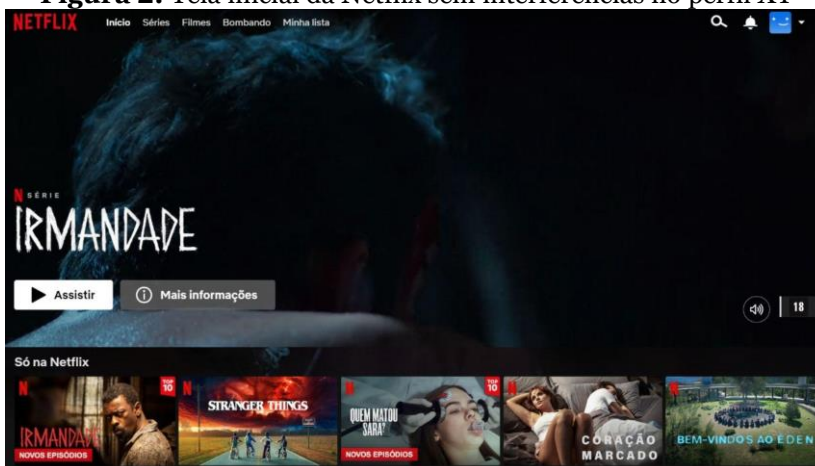 Figura 2: Tela inicial da Netflix sem interferências no perfil X1
NETFLIX Início Séries Filmes Bombando Minha lista
N SÉRIE
IRMANDADE
Assistir Mais informações
18
Só na Netflix
N TOP 10 N N TOP 10 N N
STRANGER THINGS
QUEM MATOU
SARA?
IRMANDADE
CORAÇÃO
MARCADO
BEM-VINDOS AO ÉDEN
NOVOS EPISÓDIOS NOVOS EPISÓDIOS